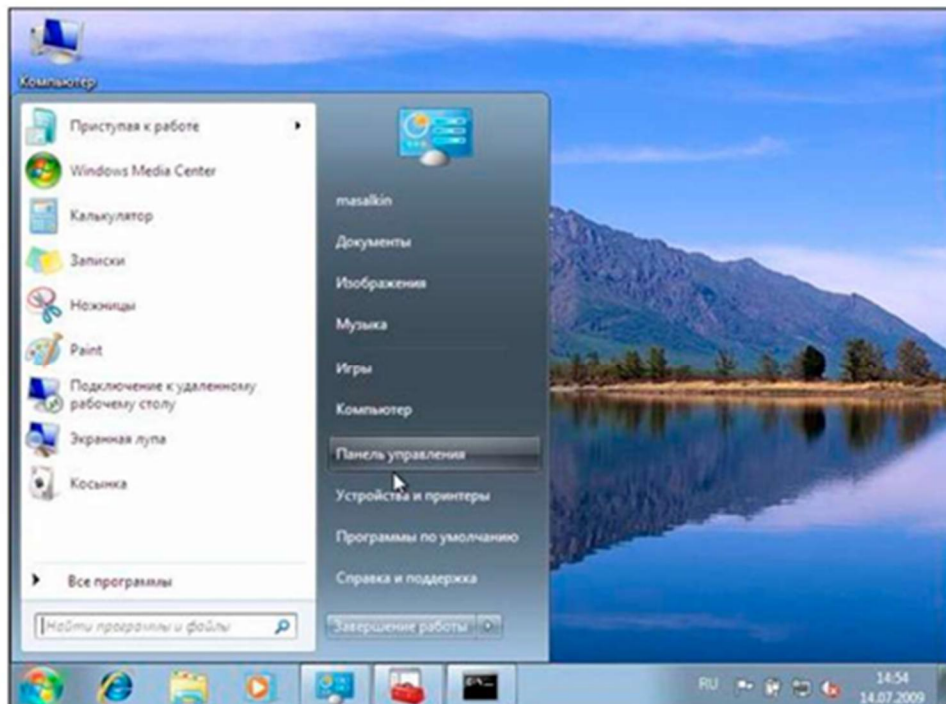 Компьютер
Приступая к работе
Windows Media Center
Калькулятор
Записки
Ножницы
Paint
Подключение к удаленному
рабочему столу
Экранная лупа
Косынка
Все программы
Найти программы и файлы
masalkin
Документы
Изображения
Музыка
Игры
Компьютер
Панель управления
Устройства и принтеры
Программы по умолчанию
Справка и поддержка
Завершение работы
RU
14:54
14.07.2009